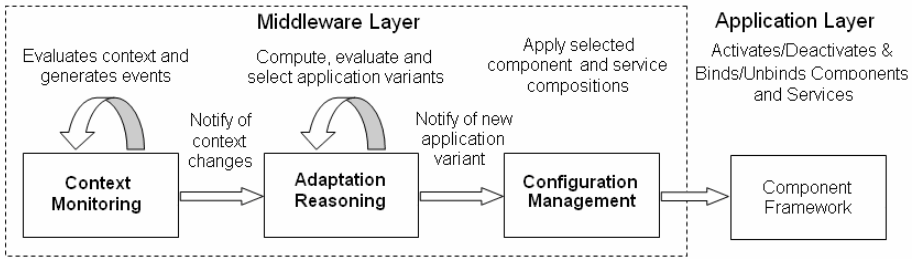 Middleware Layer
Application Layer
Evaluates context and
generates events
Compute, evaluate and
select application variants
Apply selected
component and service
compositions
Activates/Deactivates &
Binds/Unbinds Components
and Services
Notify of
context
changes
Notify of new
application
variant
Context
Monitoring
Adaptation
Reasoning
Configuration
Management
Component
Framework